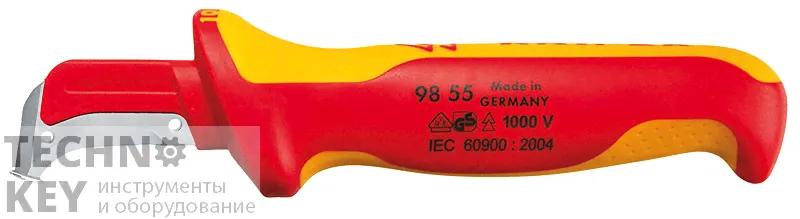 98 55 Made in
GERMANY
1000 V
IEC 60900 : 2004
TECHNO
KEY инструменты
и оборудование